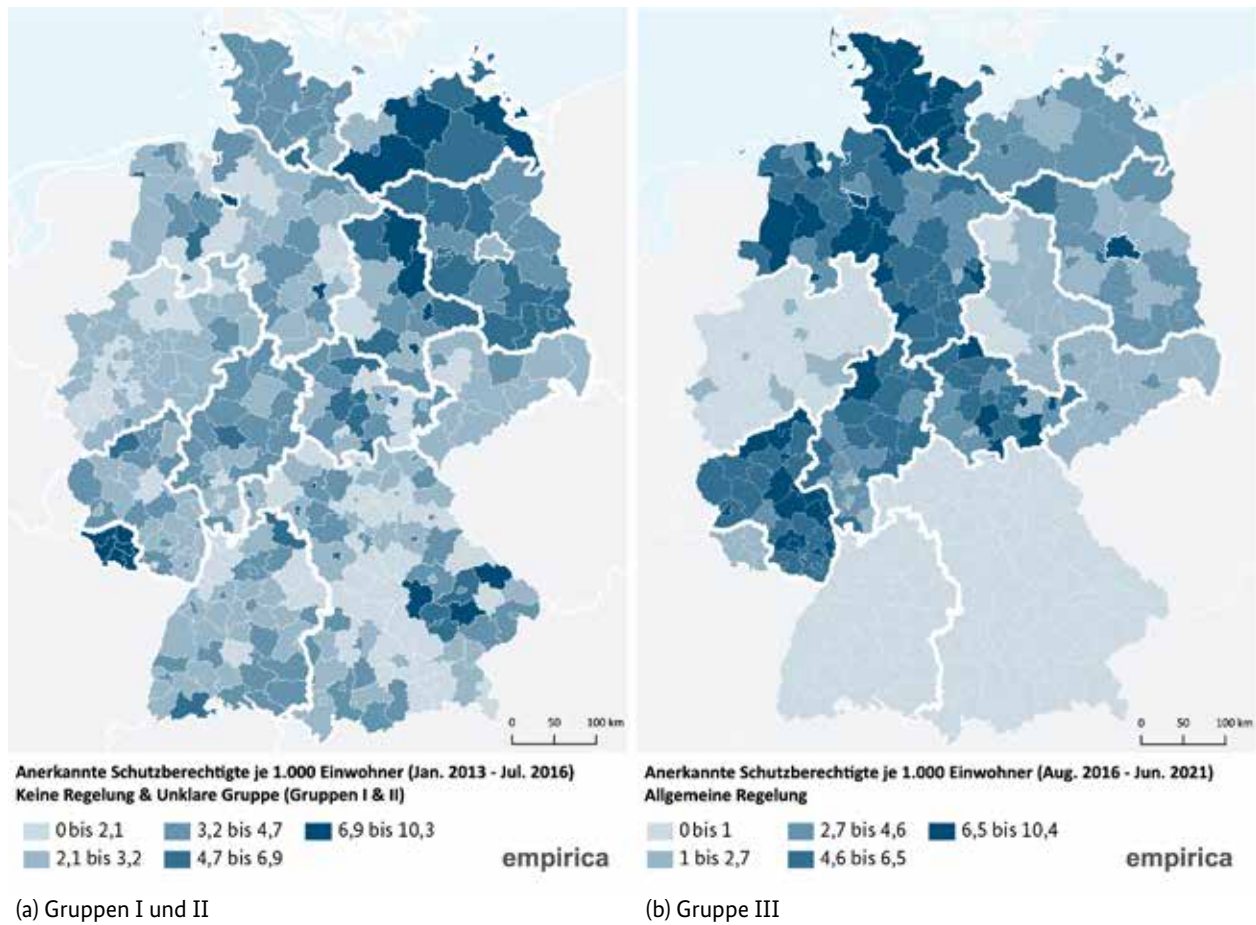 0 50 100 km
Anerkannte Schutzberechtigte je 1.000 Einwohner (Jan. 2013 - Jul. 2016)
Keine Regelung & Unklare Gruppe (Gruppen I & II)
0 bis 2,1 3,2 bis 4,7 6,9 bis 10,3
2,1 bis 3,2 4,7 bis 6,9
empirica
(a) Gruppen I und II
0 50 100 km
Anerkannte Schutzberechtigte je 1.000 Einwohner (Aug. 2016 - Jun. 2021)
Allgemeine Regelung
0 bis 1 2,7 bis 4,6 6,5 bis 10,4
1 bis 2,7 4,6 bis 6,5
empirica
(b) Gruppe III